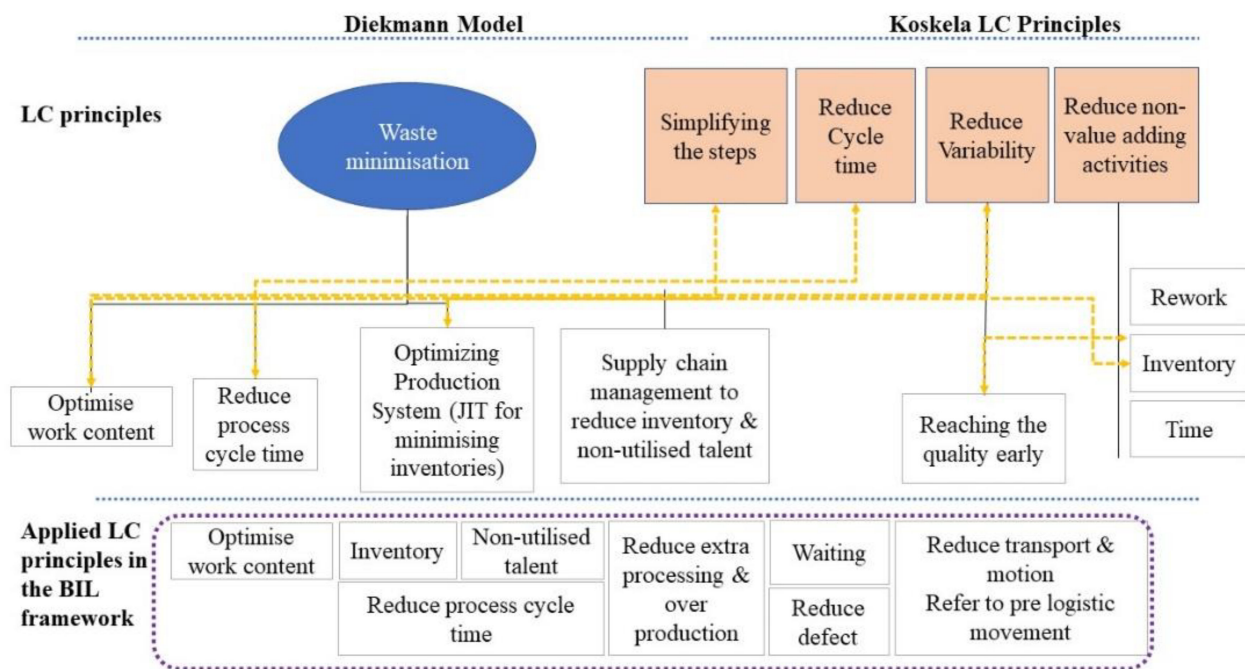 Diekmann Model
Koskela LC Principles
LC principles
Waste
minimisation
Simplifying
the steps
Reduce
Cycle
time
Reduce
Variability
Reduce non-
value adding
activities
Rework
Inventory
Time
Optimise
work content
Reduce
process
cycle time
Optimizing
Production
System (JIT for
minimising
inventories)
Supply chain
management to
reduce inventory &
non-utilised talent
Reaching the
quality early
Applied LC
principles in
the BIL
framework
Optimise
work content
Inventory
Non-utilised
talent
Reduce process cycle
time
Reduce extra
processing &
over
production
Waiting
Reduce
defect
Reduce transport &
motion
Refer to pre logistic
movement